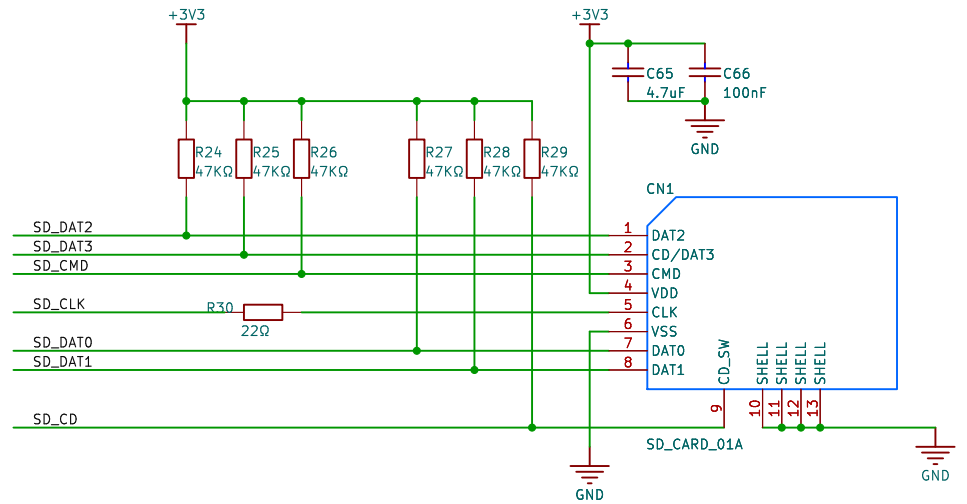 +3V3
+3V3
C65
4.7uF
C66
100nF
GND
R24
47KΩ
R25
47KΩ
R26
47KΩ
R27
47KΩ
R28
47KΩ
R29
47KΩ
CN1
SD_DAT2
1
DAT2
SD_DAT3
2
CD/DAT3
SD_CMD
3
CMD
4
VDD
SD_CLK
R30
22Ω
5
CLK
6
VSS
SD_DAT0
7
DAT0
SD_DAT1
8
DAT1
CD_SW
SHELL
SHELL
SHELL
SHELL
9
10
11
12
13
SD_CD
SD_CARD_01A
GND
GND